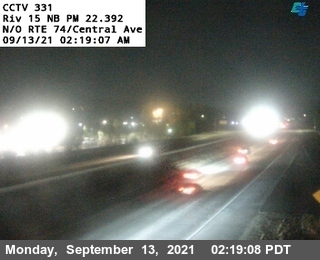 CCTV 331
Riv 15 NB PM 22.392
N/O RTE 74/Central Ave
09/13/21 02:19:07 AM
Monday, September 13, 2021 02:19:08 PDT